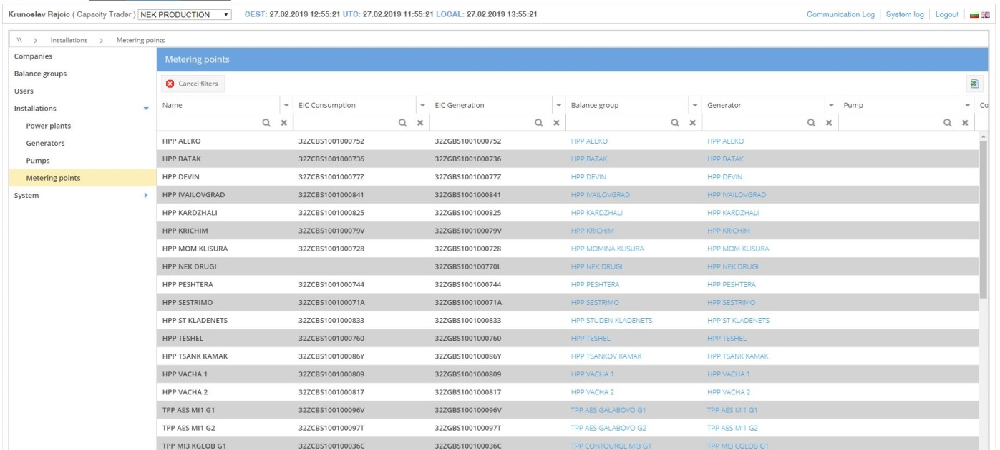 Krunoslav Rajcic ( Capacity Trader ) NEK PRODUCTION CEST: 27.02.2019 12:55:21 UTC: 27.02.2019 11:55:21 LOCAL: 27.02.2019 13:55:21 Communication Log System log Logout
\\ > Installations > Metering points
Companies
Balance groups
Users
Installations
Power plants
Generators
Pumps
Metering points
System
Metering points
Cancel filters
Name EIC Consumption EIC Generation Balance group Generator Pump Co
HPP ALEKO 32ZCBS1001000752 32ZGBS1001000752 HPP ALEKO HPP ALEKO
HPP BATAK 32ZCBS1001000736 32ZGBS1001000736 HPP BATAK HPP BATAK
HPP DEVIN 32ZCBS100100077Z 32ZGBS100100077Z HPP DEVIN HPP DEVIN
HPP IVAILOVGRAD 32ZCBS1001000841 32ZGBS1001000841 HPP IVAILOVGRAD HPP IVAILOVGRAD
HPP KARDZHALI 32ZCBS1001000825 32ZGBS1001000825 HPP KARDZHALI HPP KARDZHALI
HPP KRICHIM 32ZCBS100100079V 32ZGBS100100079V HPP KRICHIM HPP KRICHIM
HPP MOM KLISURA 32ZCBS1001000728 32ZGBS1001000728 HPP MOMINA KLISURA HPP MOM KLISURA
HPP NEK DRUGI 32ZGBS100100770L HPP NEK DRUGI HPP NEK DRUGI
HPP PESHTERA 32ZCBS1001000744 32ZGBS1001000744 HPP PESHTERA HPP PESHTERA
HPP SESTRIMO 32ZCBS100100071A 32ZGBS100100071A HPP SESTRIMO HPP SESTRIMO
HPP ST KLADENETS 32ZCBS1001000833 32ZGBS1001000833 HPP STUDEN KLADENETS HPP ST KLADENETS
HPP TESHEL 32ZCBS1001000760 32ZGBS1001000760 HPP TESHEL HPP TESHEL
HPP TSANK KAMAK 32ZCBS100100086Y 32ZGBS100100086Y HPP TSANKOV KAMAK HPP TSANK KAMAK
HPP VACHA 1 32ZCBS1001000809 32ZGBS1001000809 HPP VACHA 1 HPP VACHA 1
HPP VACHA 2 32ZCBS1001000817 32ZGBS1001000817 HPP VACHA 2 HPP VACHA 2
TPP AES MI1 G1 32ZCBS100100096V 32ZGBS100100096V TPP AES GALABOVO G1 TPP AES MI1 G1
TPP AES MI1 G2 32ZCBS100100097T 32ZGBS100100097T TPP AES GALABOVO G2 TPP AES MI1 G2
TPP MI3 KGLOB G1 32ZCBS100100036C 32ZGBS100100036C TPP CONTOURGL MI3 G1 TPP MI3 CGLOB G1